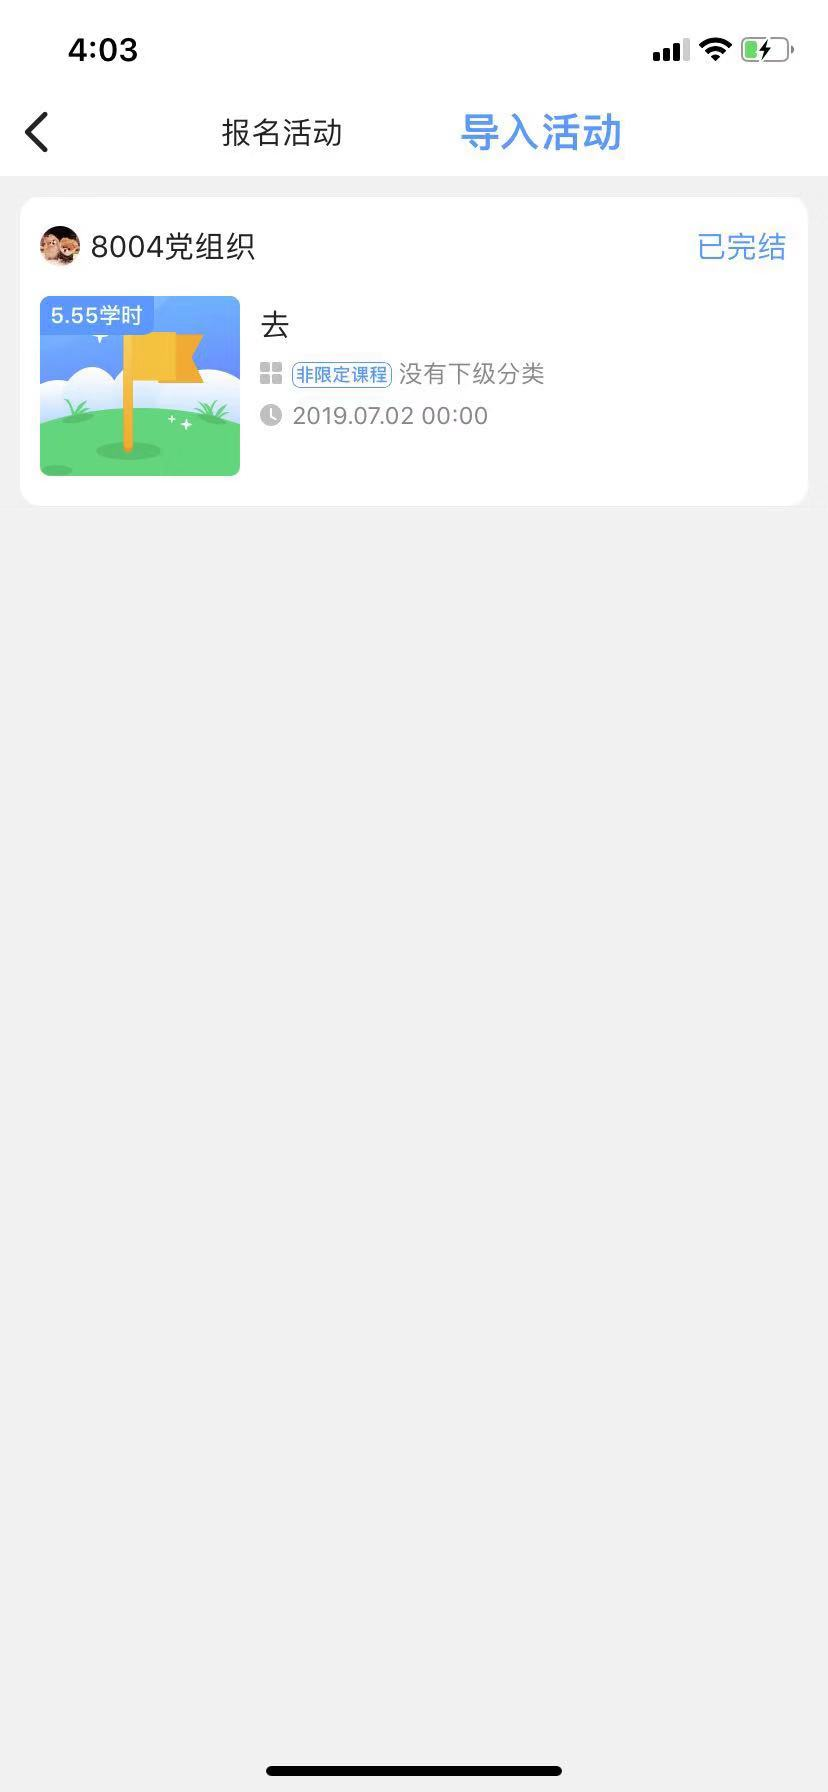 4:03
报名活动 导入活动
8004党组织 已完结
5.55学时
去
非限定课程 没有下级分类
2019.07.02 00:00